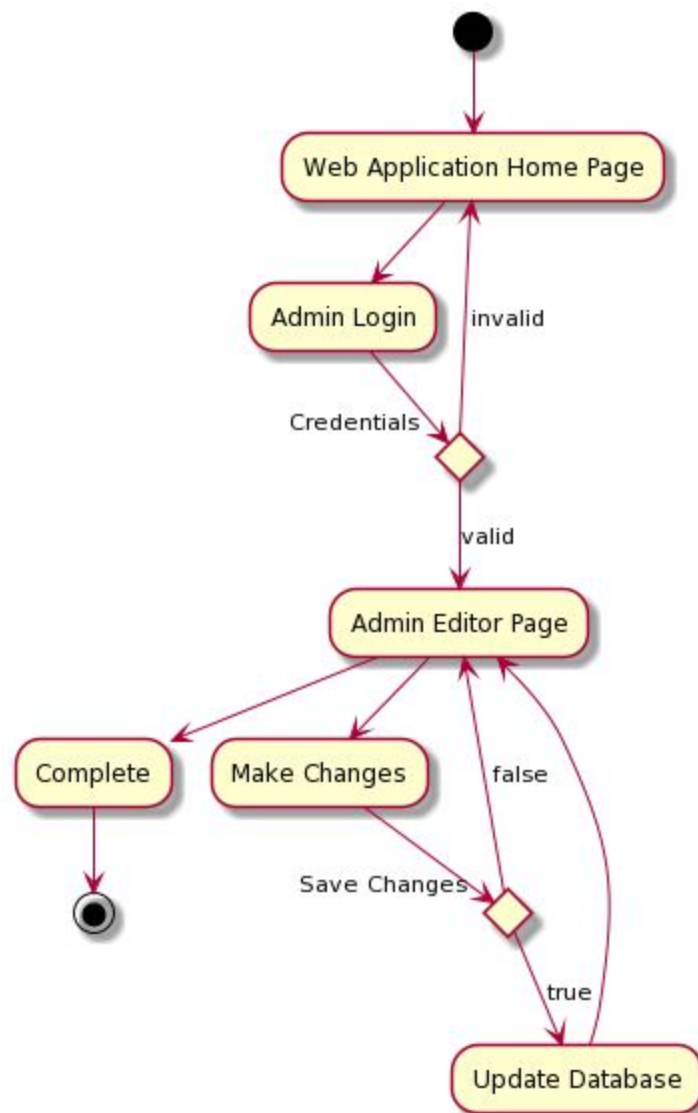 Web Application Home Page
Admin Login
invalid
Credentials
valid
Admin Editor Page
Complete
Make Changes
false
Save Changes
true
Update Database